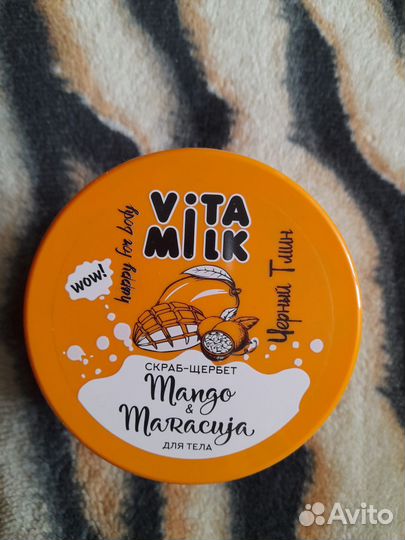 ViTA
MiLK
happy for body
wow!
Черный Тмин
СКРАБ-ЩЕРБЕТ
Mango
&
Maracuja
ДЛЯ ТЕЛА
Avito